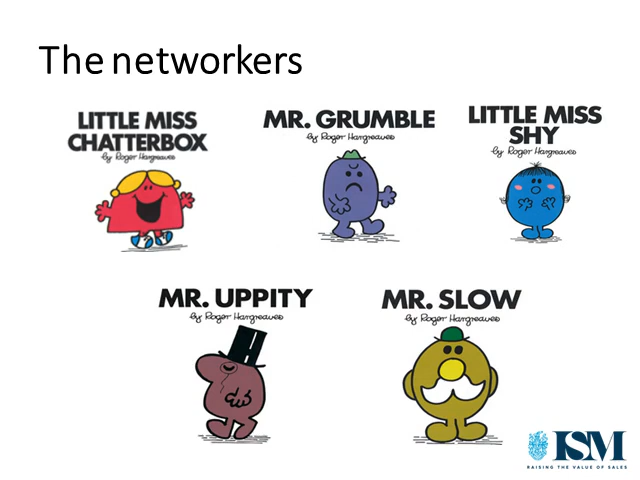 The networkers
LITTLE MISS
CHATTERBOX
by Roger Hargreaves
MR. GRUMBLE
by Roger Hargreaves
LITTLE MISS
SHY
by Roger Hargreaves
MR. UPPITY
by Roger Hargreaves
MR. SLOW
by Roger Hargreaves
ISM
RAISING THE VALUE OF SALES